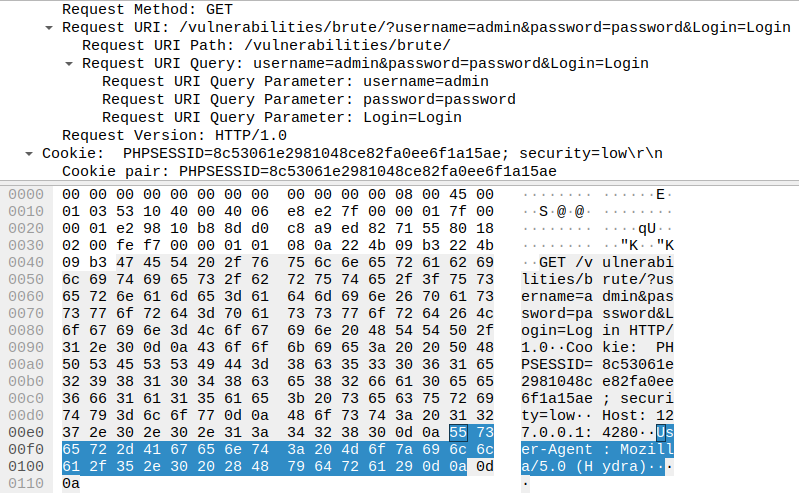 Request Method: GET
Request URI: /vulnerabilities/brute/?username=admin&password=password&Login=Login
Request URI Path: /vulnerabilities/brute/
Request URI Query: username=admin&password=password&Login=Login
Request URI Query Parameter: username=admin
Request URI Query Parameter: password=password
Request URI Query Parameter: Login=Login
Request Version: HTTP/1.0
Cookie:  PHPSESSID=8c53061e2981048ce82fa0ee6f1a15ae; security=low\r\n
Cookie pair: PHPSESSID=8c53061e2981048ce82fa0ee6f1a15ae
0000 00 00 00 00 00 00 00 00 00 00 00 00 08 00 45 00 ········ ······E·
0010 01 03 53 10 40 00 40 06 e8 e2 7f 00 00 01 7f 00 ··S·@·@· ········
0020 00 01 e2 98 10 b8 8d d0 c8 a9 ed 82 71 55 80 18 ········ ····qU··
0030 02 00 fe f7 00 00 01 01 08 0a 22 4b 09 b3 22 4b ········ ··"K··"K
0040 09 b3 47 45 54 20 2f 76 75 6c 6e 65 72 61 62 69 ··GET /v ulnerabi
0050 6c 69 74 69 65 73 2f 62 72 75 74 65 2f 3f 75 73 lities/b rute/?us
0060 65 72 6e 61 6d 65 3d 61 64 6d 69 6e 26 70 61 73 ername=a dmin&pas
0070 73 77 6f 72 64 3d 70 61 73 73 77 6f 72 64 26 4c sword=pa ssword&L
0080 6f 67 69 6e 3d 4c 6f 67 69 6e 20 48 54 54 50 2f ogin=Log in HTTP/
0090 31 2e 30 0d 0a 43 6f 6f 6b 69 65 3a 20 20 50 48 1.0··Coo kie:  PH
00a0 50 53 45 53 53 49 44 3d 38 63 35 33 30 36 31 65 PSESSID= 8c53061e
00b0 32 39 38 31 30 34 38 63 65 38 32 66 61 30 65 65 2981048c e82fa0ee
00c0 36 66 31 61 31 35 61 65 3b 20 73 65 63 75 72 69 6f1a15ae ; securi
00d0 74 79 3d 6c 6f 77 0d 0a 48 6f 73 74 3a 20 31 32 ty=low·· Host: 12
00e0 37 2e 30 2e 30 2e 31 3a 34 32 38 30 0d 0a 55 73 7.0.0.1: 4280··Us
00f0 65 72 2d 41 67 65 6e 74 3a 20 4d 6f 7a 69 6c 6c er-Agent : Mozill
0100 61 2f 35 2e 30 20 28 48 79 64 72 61 29 0d 0a 0d a/5.0 (H ydra)···
0110 0a ·